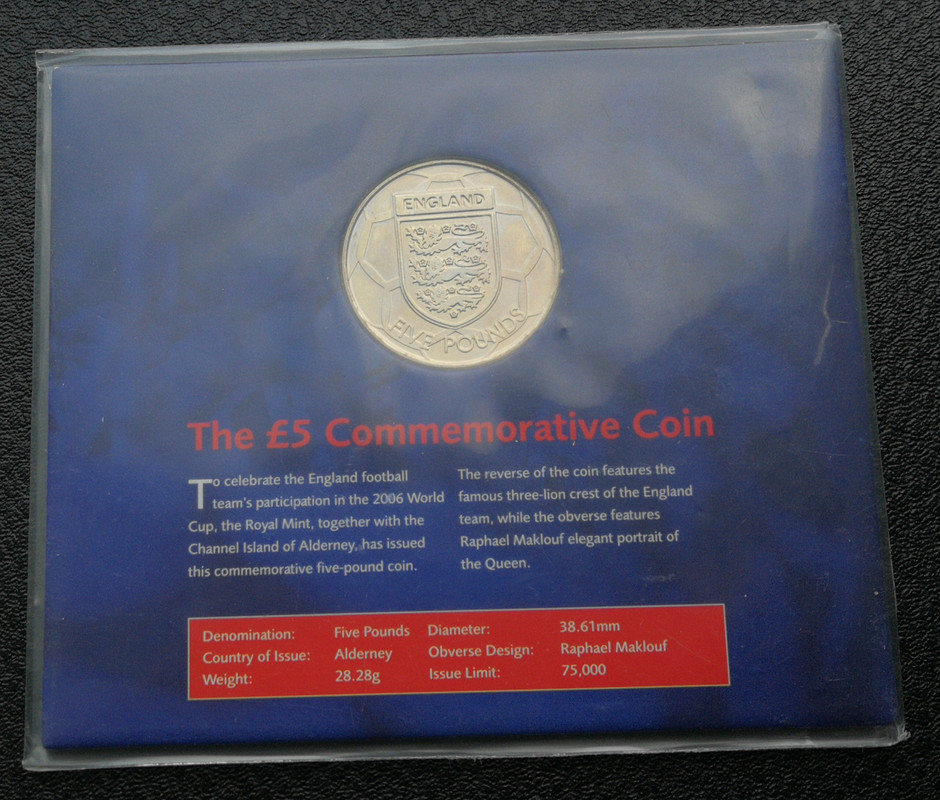 ENGLAND
FIVE POUNDS
The £5 Commemorative Coin
To celebrate the England football
team's participation in the 2006 World
Cup, the Royal Mint, together with the
Channel Island of Alderney, has issued
this commemorative five-pound coin.
The reverse of the coin features the
famous three-lion crest of the England
team, while the obverse features
Raphael Maklouf elegant portrait of
the Queen.
Denomination: Five Pounds Diameter: 38.61mm
Country of Issue: Alderney Obverse Design: Raphael Maklouf
Weight: 28.28g Issue Limit: 75,000